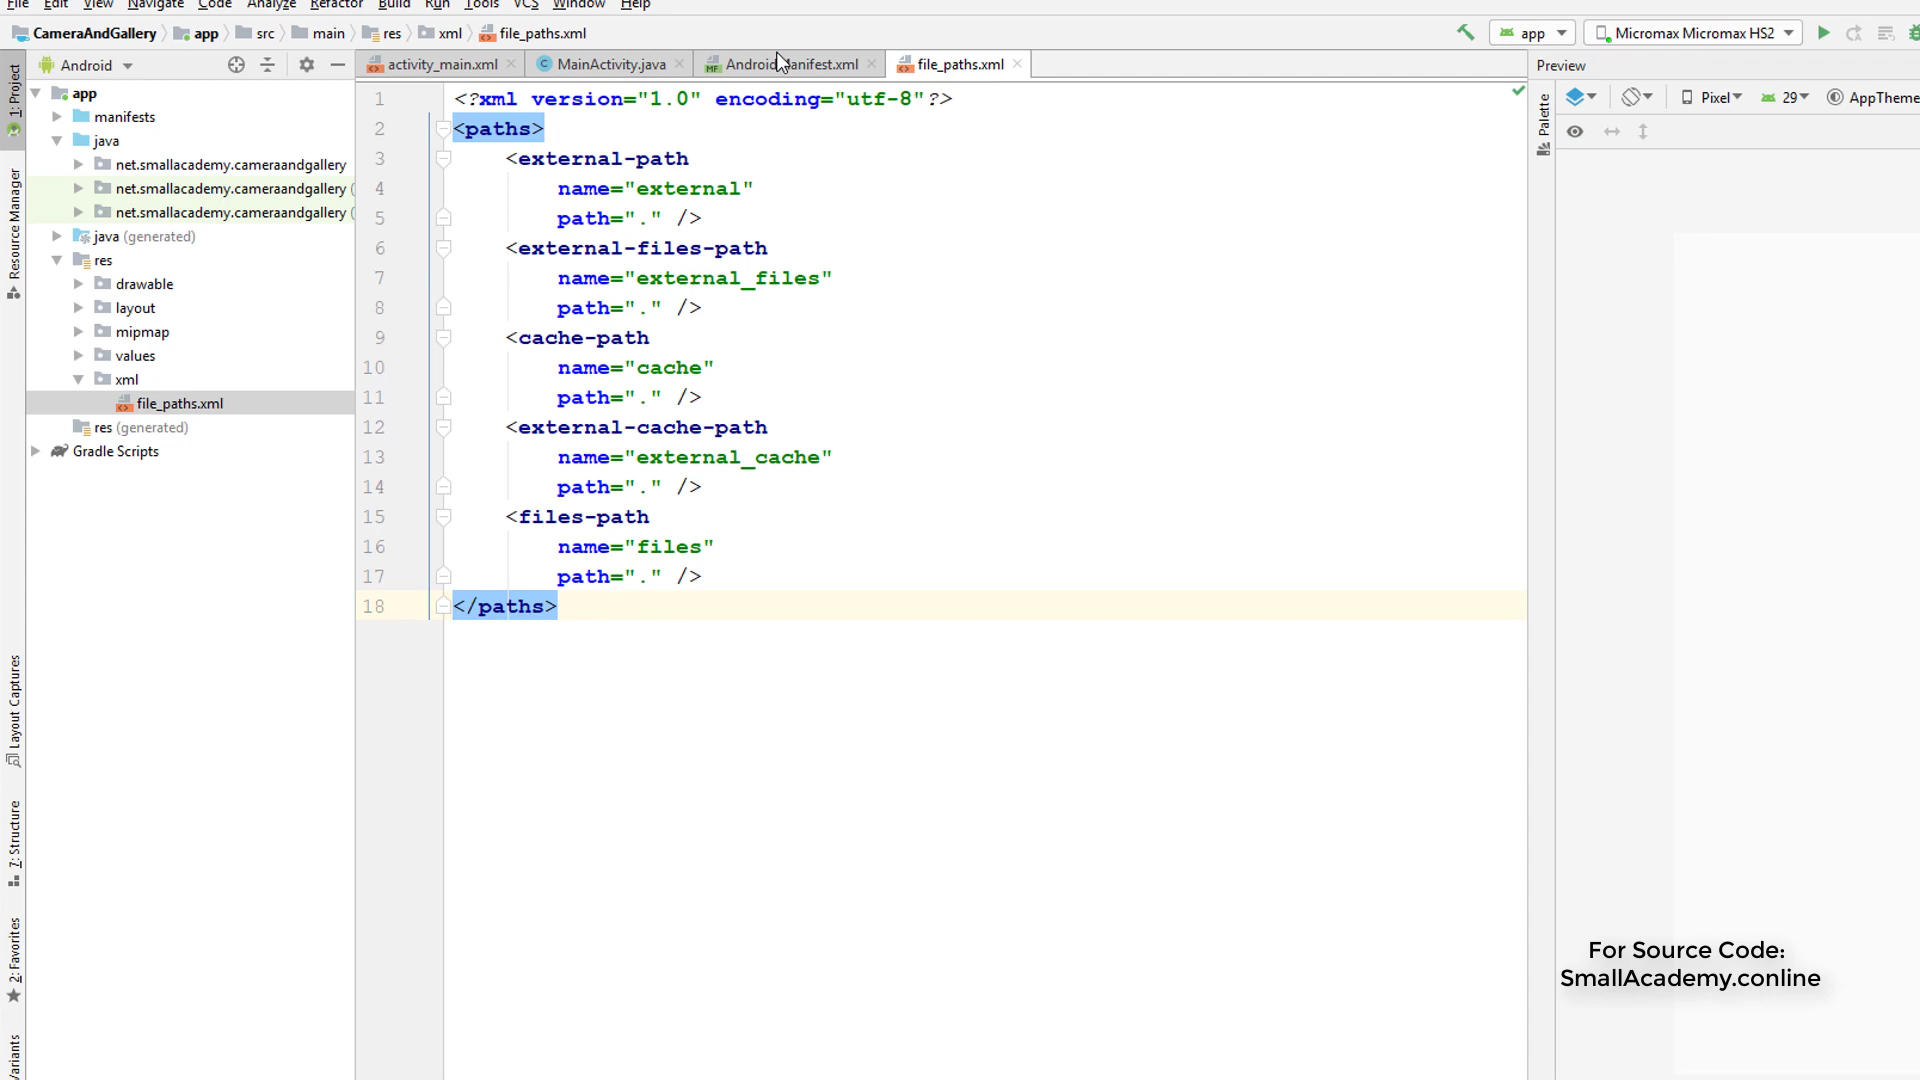 File Edit View Navigate Code Analyze Refactor Build Run Tools VCS Window Help
CameraAndGallery app src main res xml file_paths.xml app Micromax Micromax HS2
1: Project
Resource Manager
Layout Captures
7: Structure
2: Favorites
Android
app
manifests
java
net.smallacademy.cameraandgallery
net.smallacademy.cameraandgallery (
net.smallacademy.cameraandgallery (
java (generated)
res
drawable
layout
mipmap
values
xml
file_paths.xml
res (generated)
Gradle Scripts
activity_main.xml MainActivity.java AndroidManifest.xml file_paths.xml
1 <?xml version="1.0" encoding="utf-8"?>
2 <paths>
3 <external-path
4 name="external"
5 path="." />
6 <external-files-path
7 name="external_files"
8 path="." />
9 <cache-path
10 name="cache"
11 path="." />
12 <external-cache-path
13 name="external_cache"
14 path="." />
15 <files-path
16 name="files"
17 path="." />
18 </paths>
Preview
Palette
Pixel 29 AppTheme
For Source Code:
SmallAcademy.conline